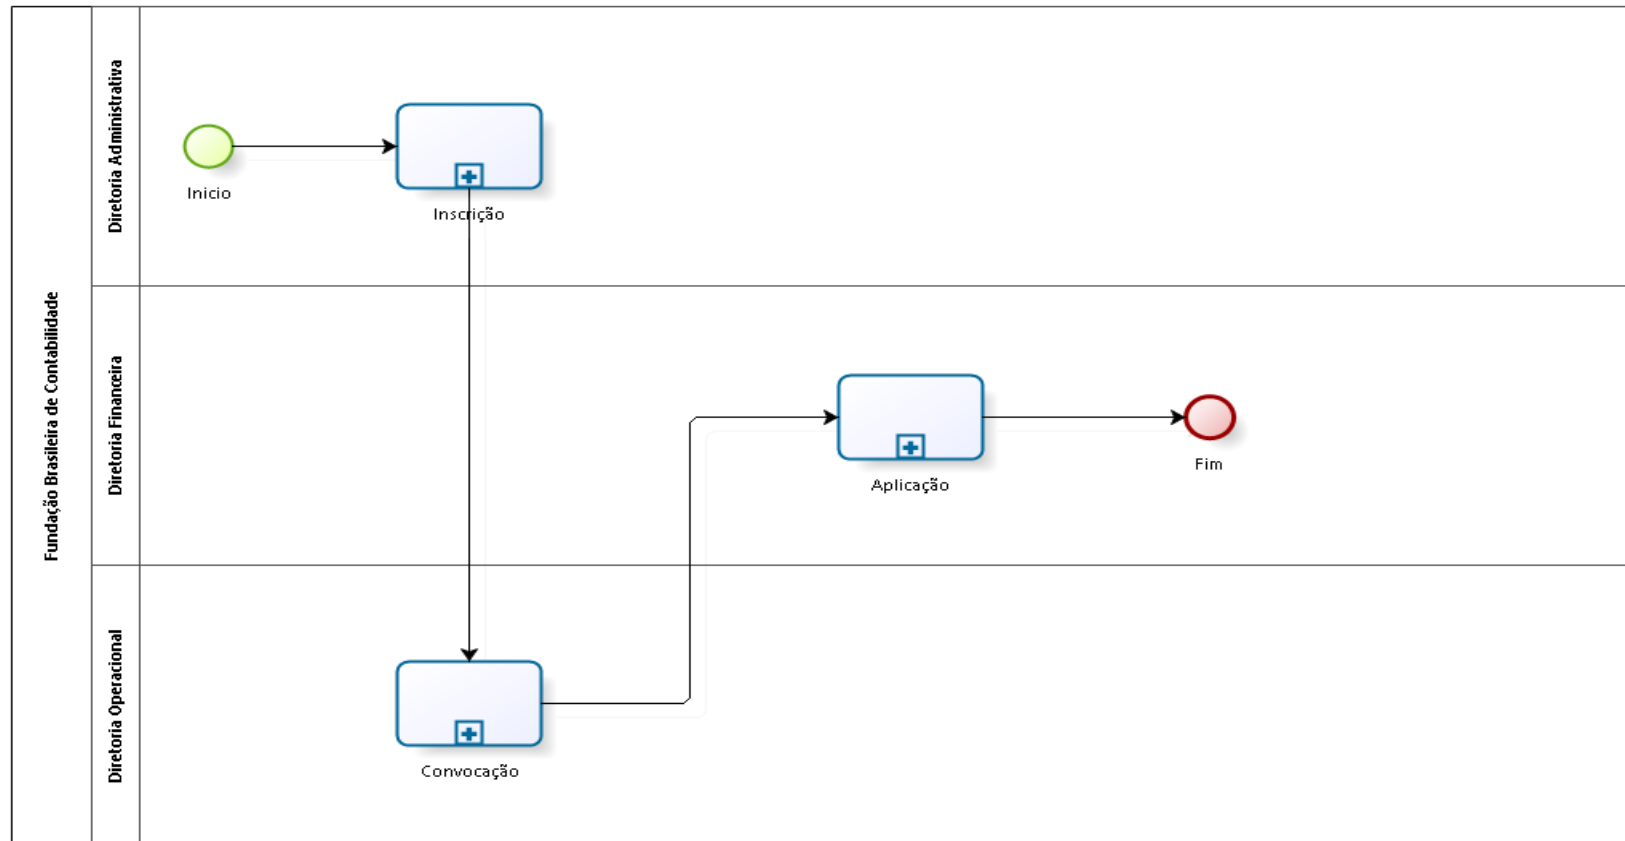 Fundação Brasileira de Contabilidade
Diretoria Administrativa
Inicio
Inscrição
Diretoria Financeira
Aplicação
Fim
Diretoria Operacional
Convocação